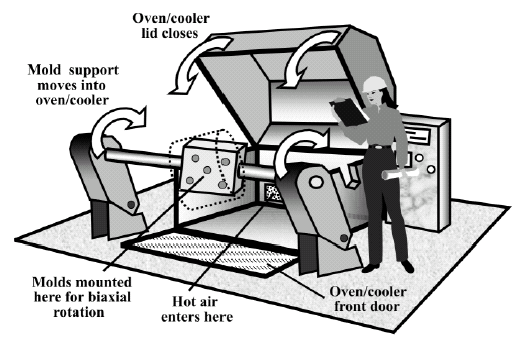 Oven/cooler
lid closes
Mold support
moves into
oven/cooler
Molds mounted
here for biaxial
rotation
Hot air
enters here
Oven/cooler
front door